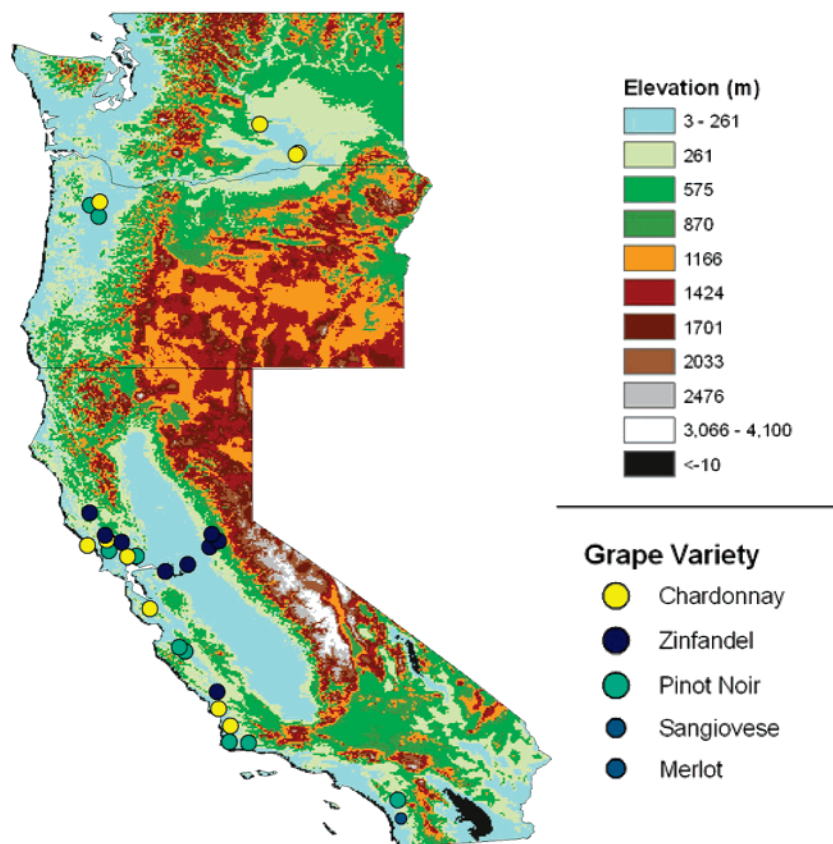 Elevation (m)
3 - 261
261
575
870
1166
1424
1701
2033
2476
3,066 - 4,100
<-10
Grape Variety
Chardonnay
Zinfandel
Pinot Noir
Sangiovese
Merlot